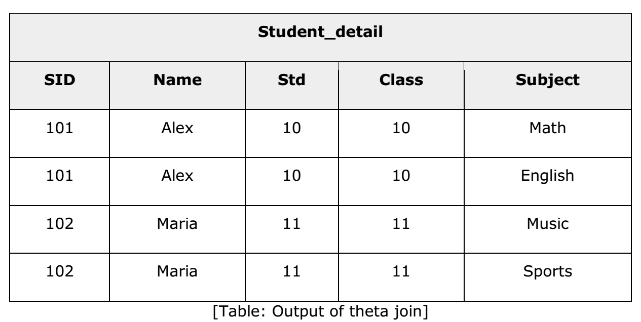 Student_detail
SID Name Std Class Subject
101 Alex 10 10 Math
101 Alex 10 10 English
102 Maria 11 11 Music
102 Maria 11 11 Sports
[Table: Output of theta join]